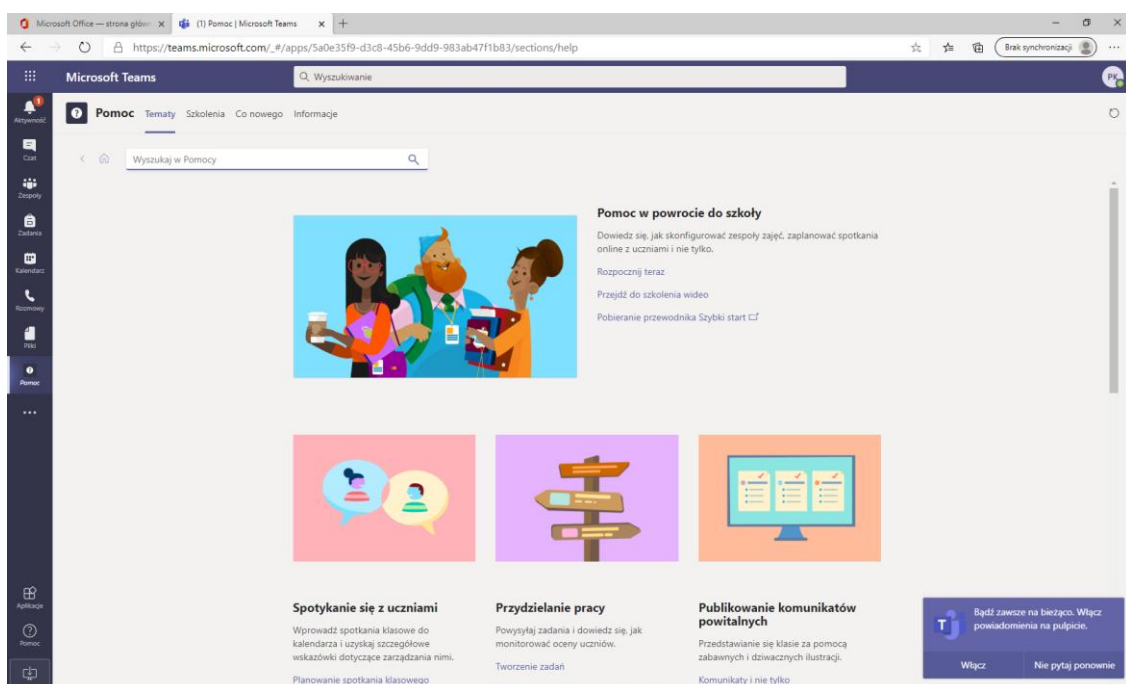 Microsoft Office — strona główn
(1) Pomoc | Microsoft Teams
https://teams.microsoft.com/_#/apps/5a0e35f9-d3c8-45b6-9dd9-983ab47f1b83/sections/help
Brak synchronizacji
Microsoft Teams
Wyszukiwanie
PK
Aktywność
1
Czat
Zespoły
Zadania
Kalendarz
Rozmowy
Pliki
Pomoc
Aplikacje
Pomoc
Pomoc Tematy Szkolenia Co nowego Informacje
Wyszukaj w Pomocy
Pomoc w powrocie do szkoły
Dowiedz się, jak skonfigurować zespoły zajęć, zaplanować spotkania
online z uczniami i nie tylko.
Rozpocznij teraz
Przejdź do szkolenia wideo
Pobieranie przewodnika Szybki start
Spotykanie się z uczniami
Wprowadź spotkania klasowe do
kalendarza i uzyskaj szczegółowe
wskazówki dotyczące zarządzania nimi.
Planowanie spotkania klasowego
Przydzielanie pracy
Powysyłaj zadania i dowiedz się, jak
monitorować oceny uczniów.
Tworzenie zadań
Publikowanie komunikatów
powitalnych
Przedstawianie się klasie za pomocą
zabawnych i dziwacznych ilustracji.
Komunikaty i nie tylko
Bądź zawsze na bieżąco. Włącz
powiadomienia na pulpicie.
Włącz
Nie pytaj ponownie